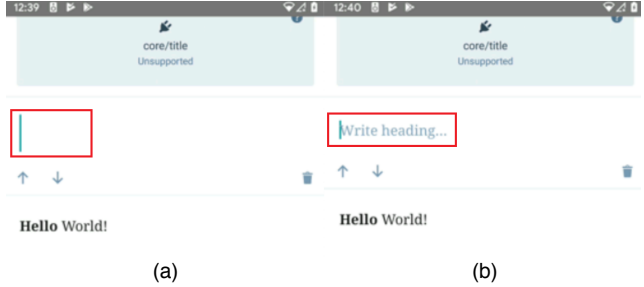 12:39
core/title
Unsupported
Hello World!
(a)
12:40
core/title
Unsupported
Write heading...
Hello World!
(b)